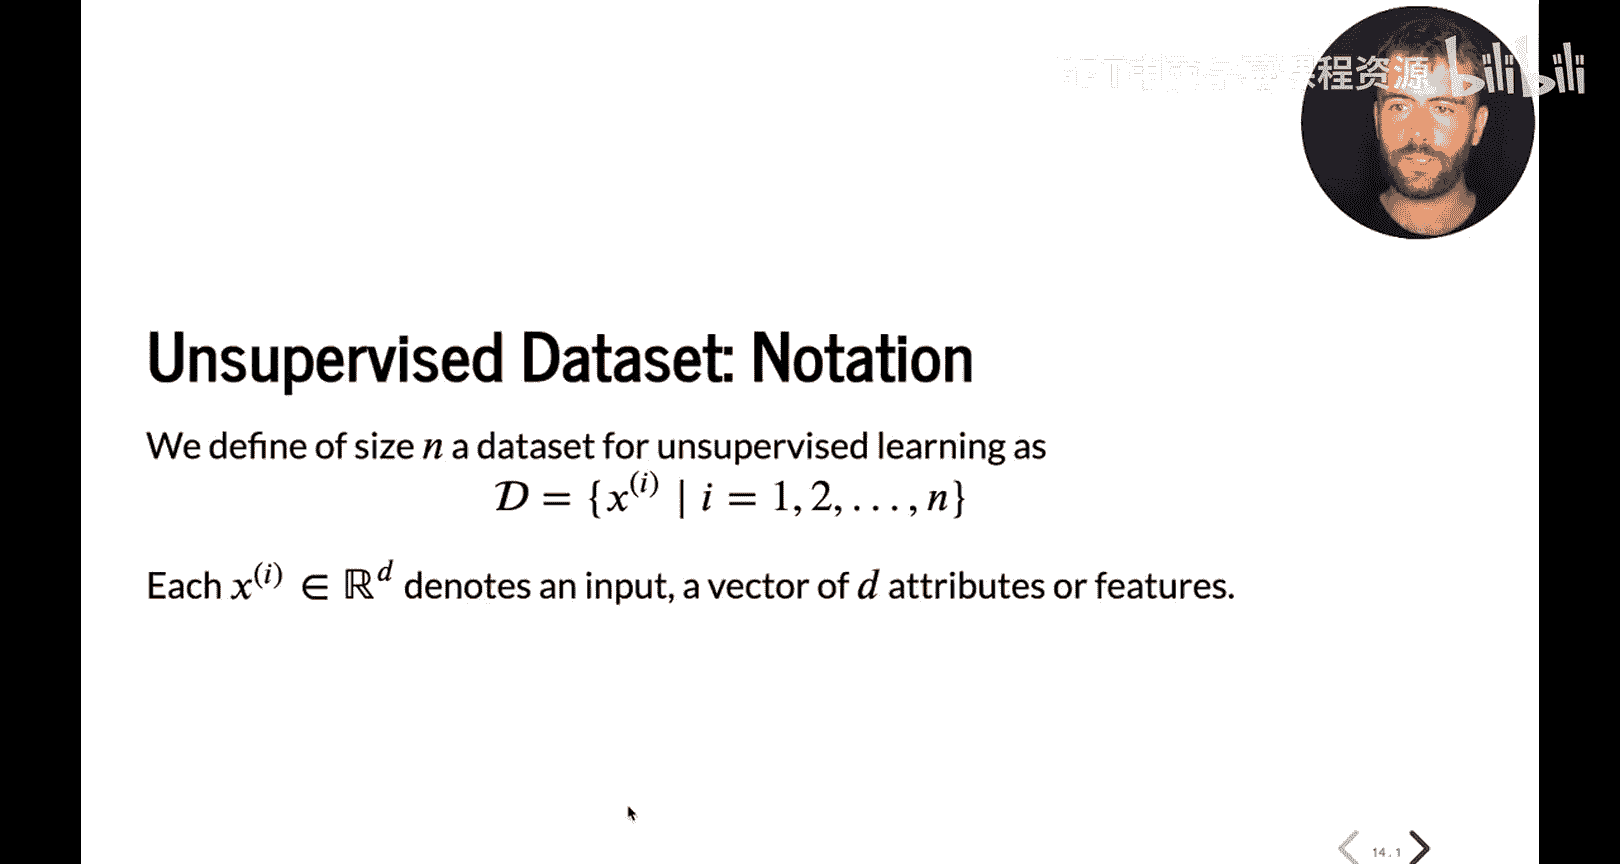 课程资源 bilibili
Unsupervised Dataset: Notation
We define of size n a dataset for unsupervised learning as
𝒟 = {x⁽ⁱ⁾ | i = 1, 2, . . . , n}
Each x⁽ⁱ⁾ ∈ ℝᵈ denotes an input, a vector of d attributes or features.
14.1